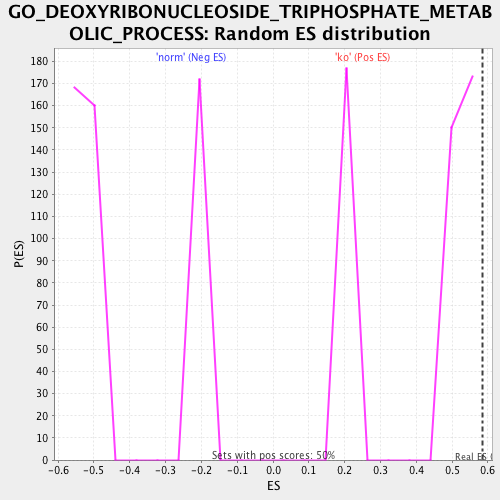 GO_DEOXYRIBONUCLEOSIDE_TRIPHOSPHATE_METAB
OLIC_PROCESS: Random ES distribution
'norm' (Neg ES)
'ko' (Pos ES)
180
170
160
150
140
130
120
110
100
90
80
70
60
50
40
30
20
10
0
P(ES)
Sets with pos scores: 50%
Real ES (
-0.6 -0.5 -0.4 -0.3 -0.2 -0.1 0.0 0.1 0.2 0.3 0.4 0.5 0.6
ES